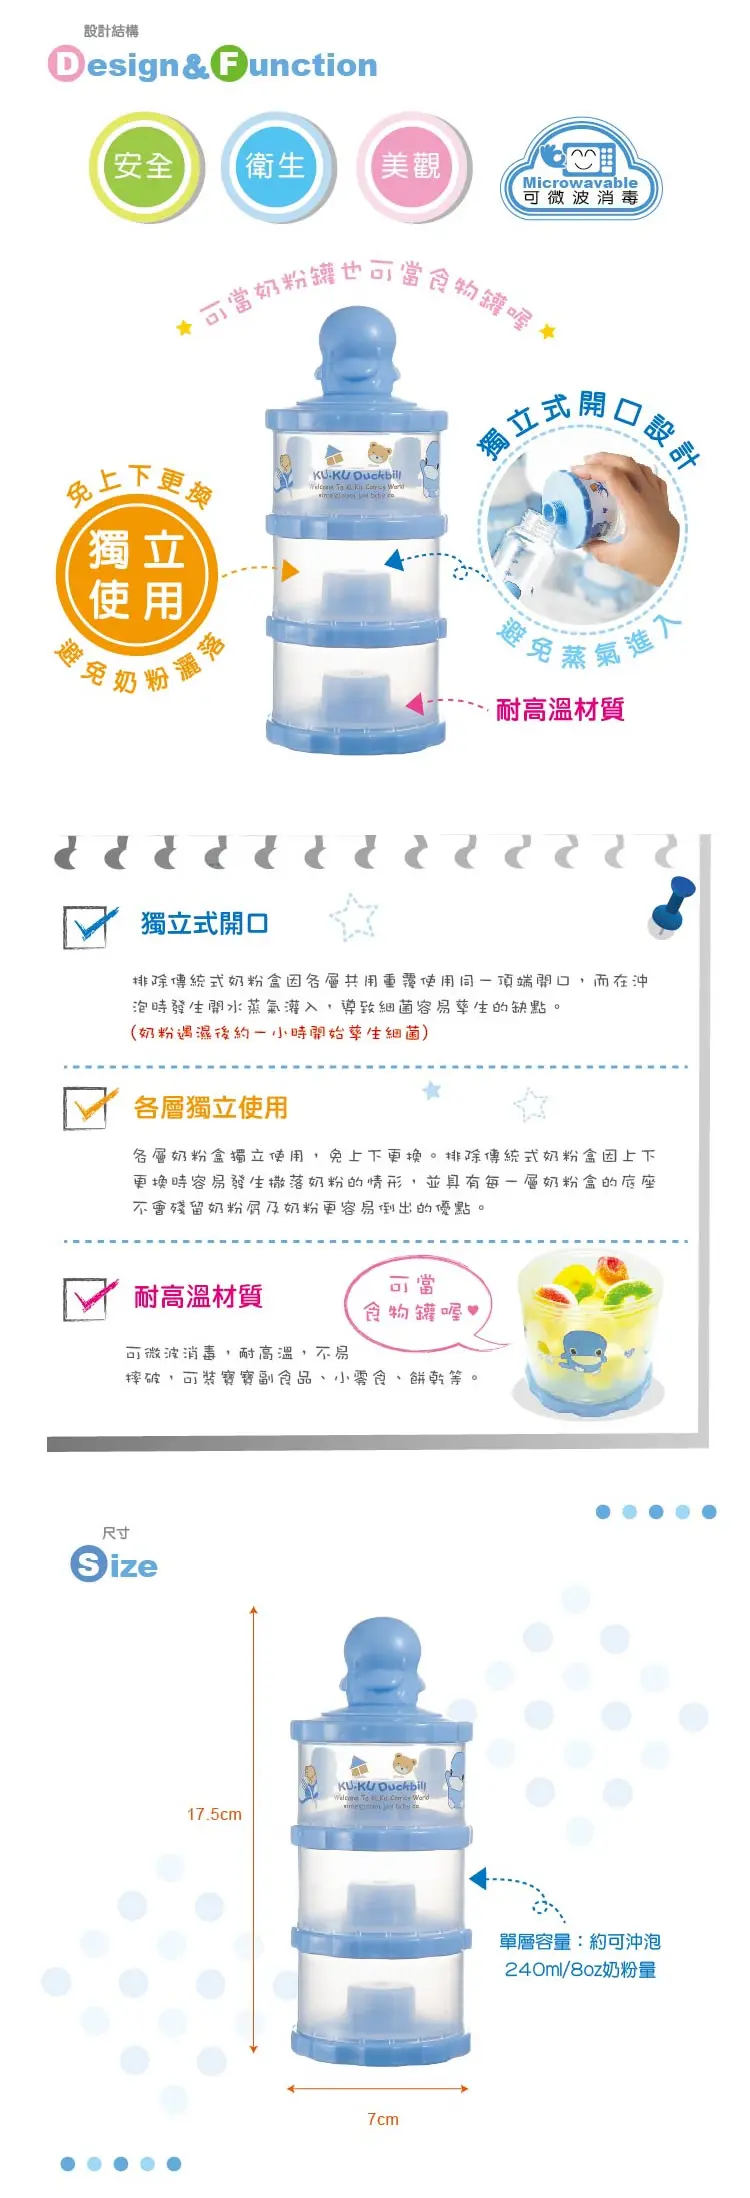 設計結構
Design&Function
安全
衛生
美觀
Microwavable
可微波消毒
可當奶粉罐也可當食物罐喔
獨立式開口設計
避免蒸氣進入
免上下更換
獨立
使用
避免奶粉灑落
KU·KU Duckbill
耐高溫材質
獨立式開口
排除傳統式奶粉盒因各層共用重覆使用同一頂端開口，而在沖
泡時發生開水蒸氣灌入，導致細菌容易孳生的缺點。
(奶粉遇濕後約一小時開始孳生細菌)
各層獨立使用
各層奶粉盒獨立使用，免上下更換。排除傳統式奶粉盒因上下
更換時容易發生撒落奶粉的情形，並具有每一層奶粉盒的底座
不會殘留奶粉屑及奶粉更容易倒出的優點。
耐高溫材質
可當
食物罐喔♥
可微波消毒，耐高溫，不易
摔破，可裝寶寶副食品、小零食、餅乾等。
尺寸
Size
17.5cm
KU·KU Duckbill
單層容量：約可沖泡
240ml/8oz奶粉量
7cm